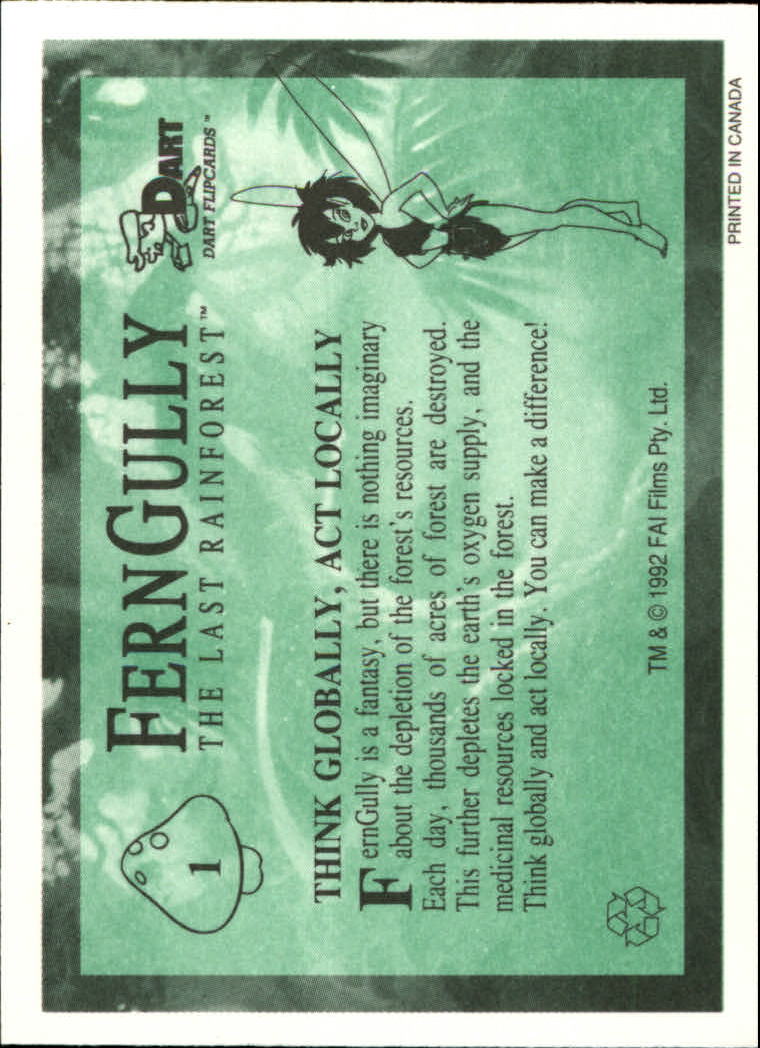 1
FERNGULLY
THE LAST RAINFOREST™
DART
DART FLIPCARDS™
THINK GLOBALLY, ACT LOCALLY
FernGully is a fantasy, but there is nothing imaginary
about the depletion of the forest's resources.
Each day, thousands of acres of forest are destroyed.
This further depletes the earth's oxygen supply, and the
medicinal resources locked in the forest.
Think globally and act locally. You can make a difference!
TM & © 1992 FAI Films Pty. Ltd.
PRINTED IN CANADA